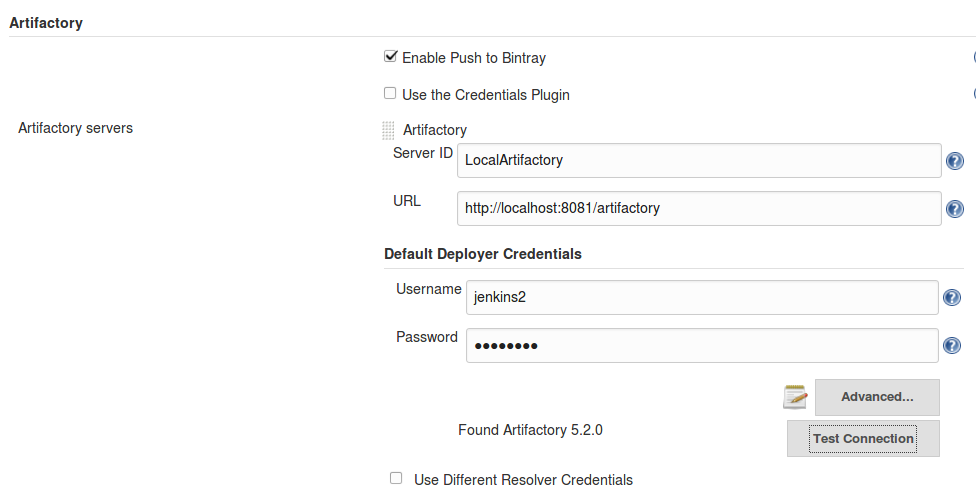 Artifactory
Enable Push to Bintray
Use the Credentials Plugin
Artifactory servers
Artifactory
Server ID
LocalArtifactory
URL
http://localhost:8081/artifactory
Default Deployer Credentials
Username
jenkins2
Password
••••••••
Advanced...
Found Artifactory 5.2.0
Test Connection
Use Different Resolver Credentials